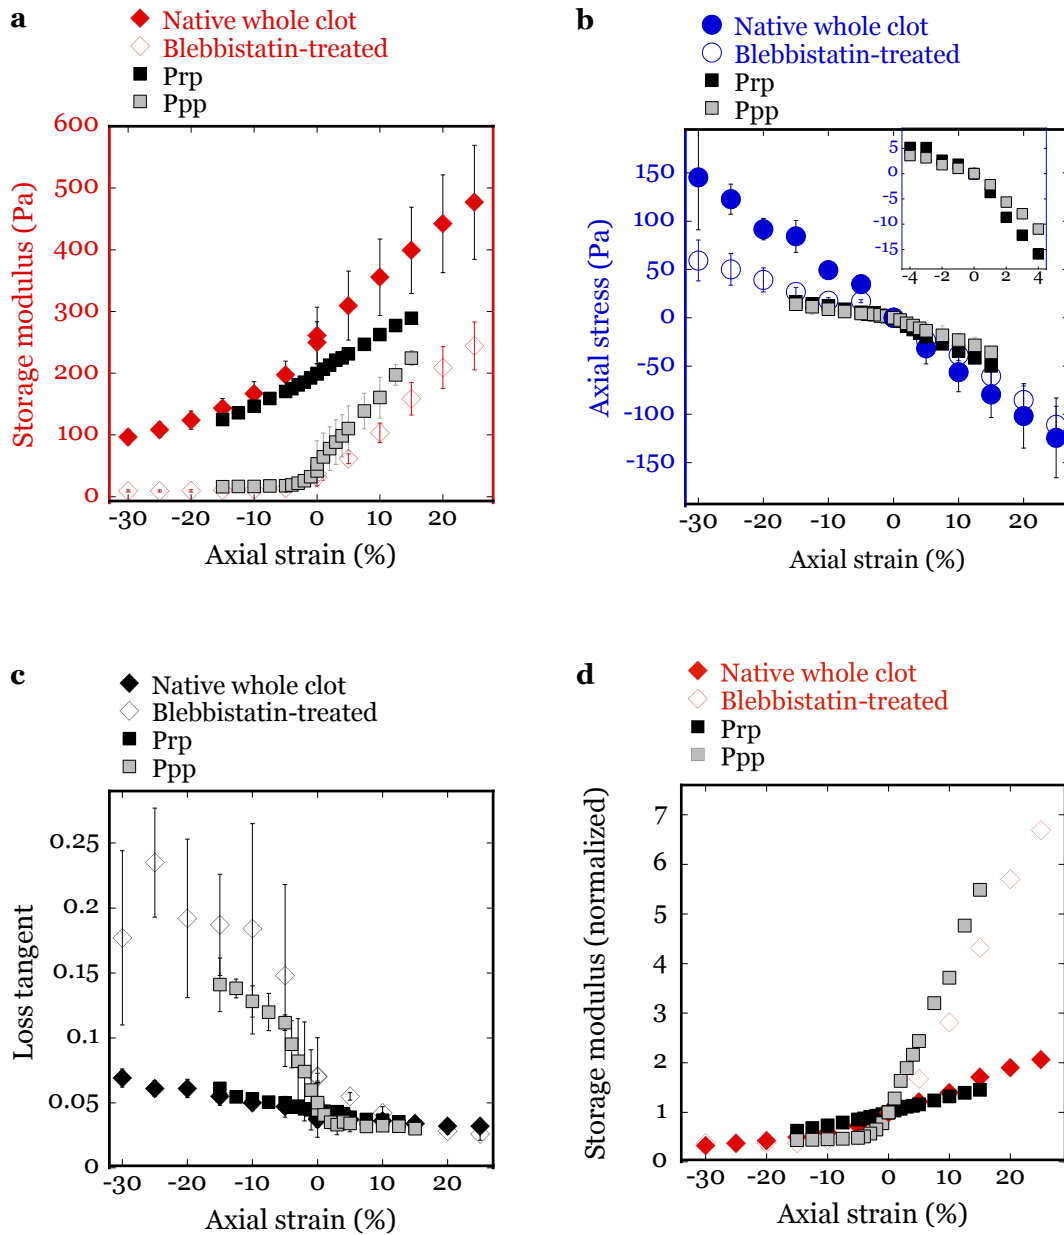 a
Native whole clot
Blebbistatin-treated
Prp
Ppp
600
500
400
300
200
100
0
Storage modulus (Pa)
-30 -20 -10 0 10 20
Axial strain (%)
b
Native whole clot
Blebbistatin-treated
Prp
Ppp
150
100
50
0
-50
-100
-150
Axial stress (Pa)
5
0
-5
-10
-15
-4 -2 0 2 4
-30 -20 -10 0 10 20
Axial strain (%)
c
Native whole clot
Blebbistatin-treated
Prp
Ppp
0.25
0.2
0.15
0.1
0.05
0
Loss tangent
-30 -20 -10 0 10 20
Axial strain (%)
d
Native whole clot
Blebbistatin-treated
Prp
Ppp
7
6
5
4
3
2
1
0
Storage modulus (normalized)
-30 -20 -10 0 10 20
Axial strain (%)